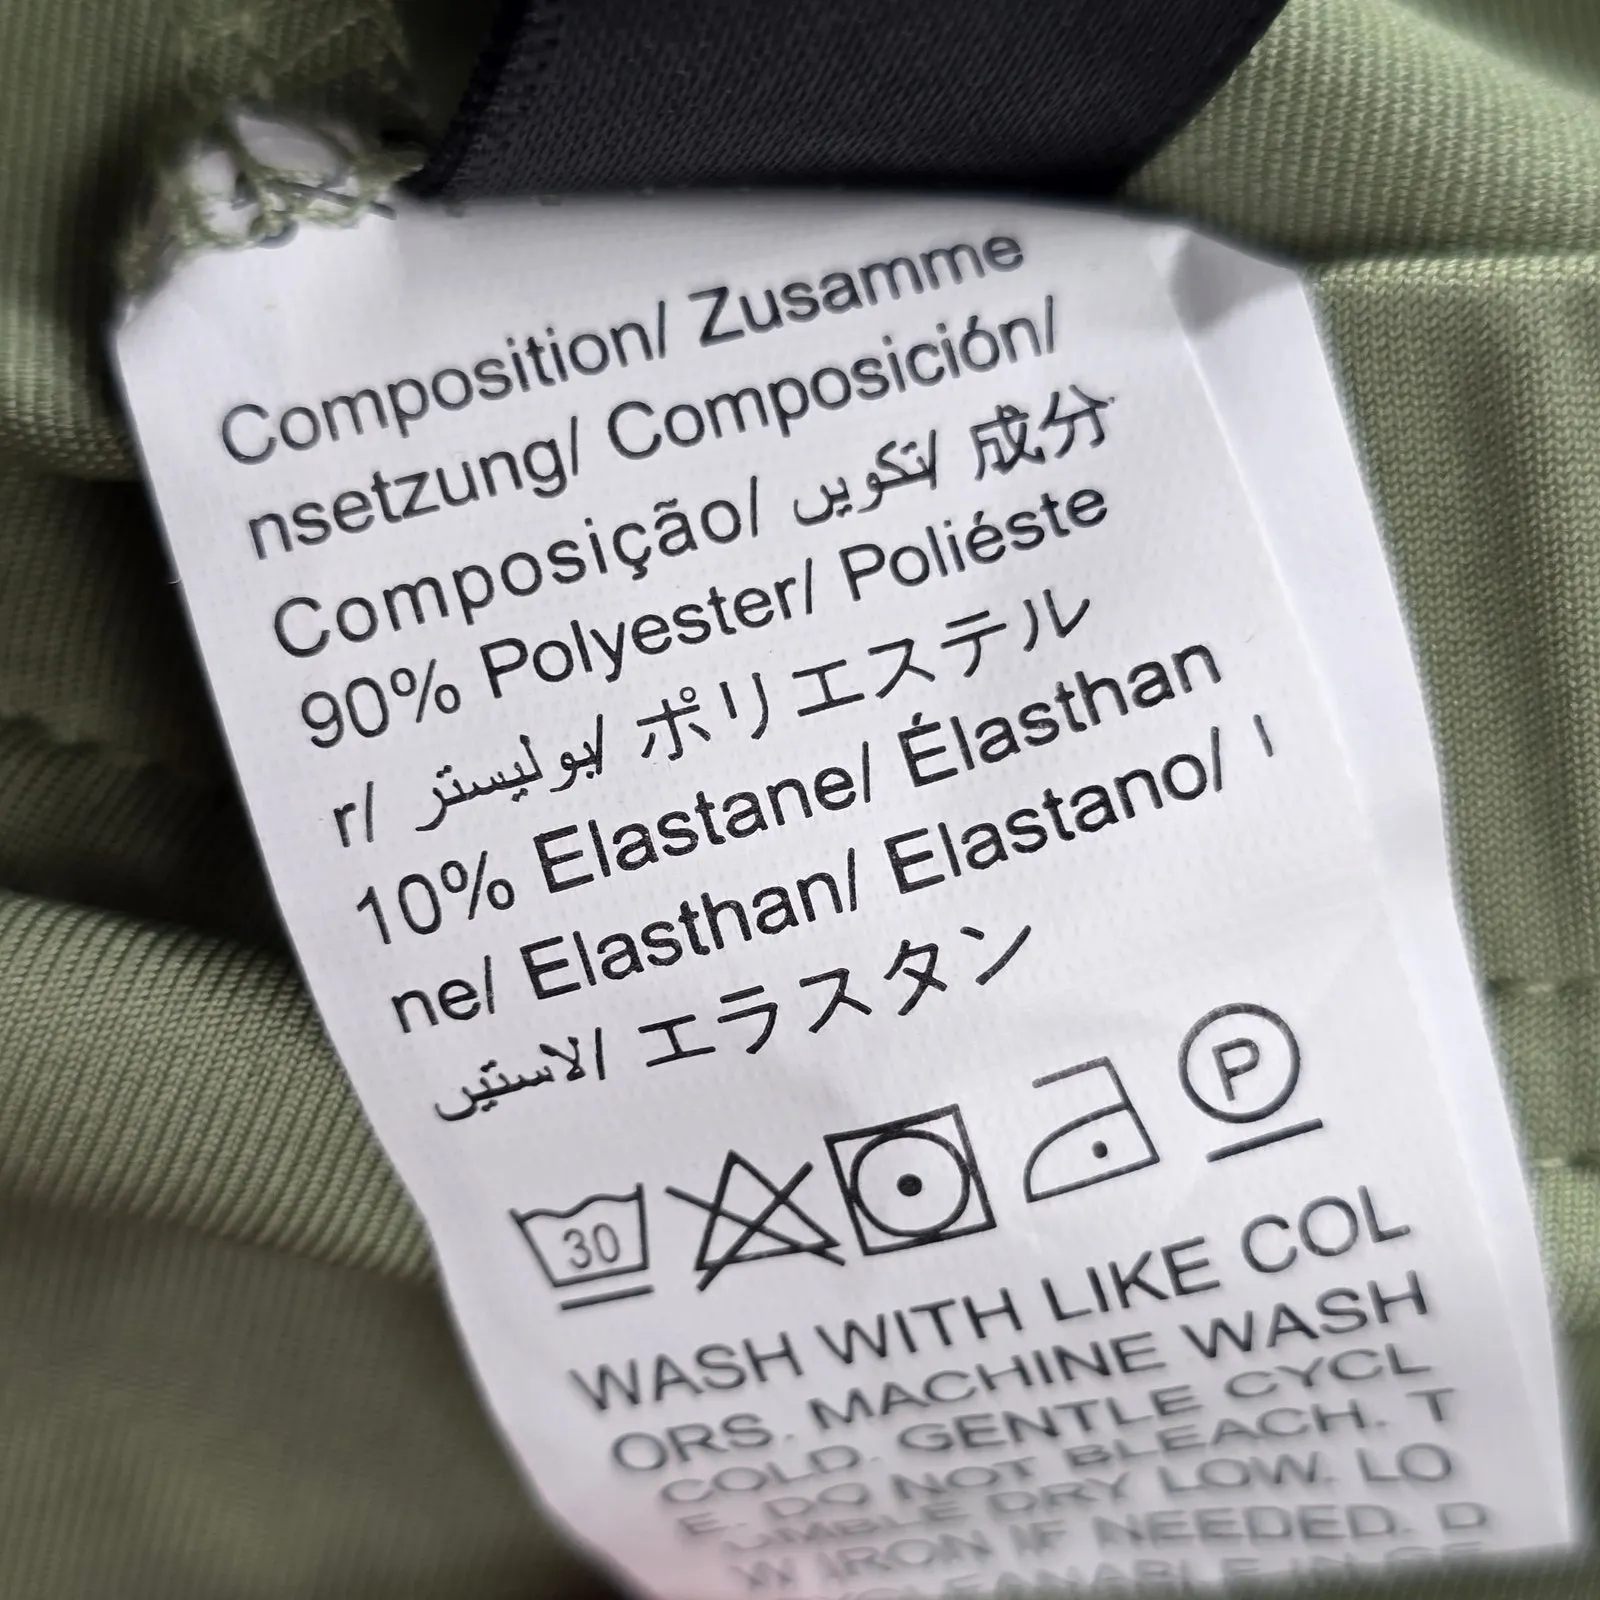 Composition/ Zusamme
nsetzung/ Composición/
Composição/ تكوين/ 成分
90% Polyester/ Poliéste
r/ بوليستر/ ポリエステル
10% Elastane/ Élasthan
ne/ Elasthan/ Elastano/ ا
لاستين/ エラスタン
30
P
WASH WITH LIKE COL
ORS. MACHINE WASH
COLD. GENTLE CYCL
E. DO NOT BLEACH. T
UMBLE DRY LOW. LO
W IRON IF NEEDED. D